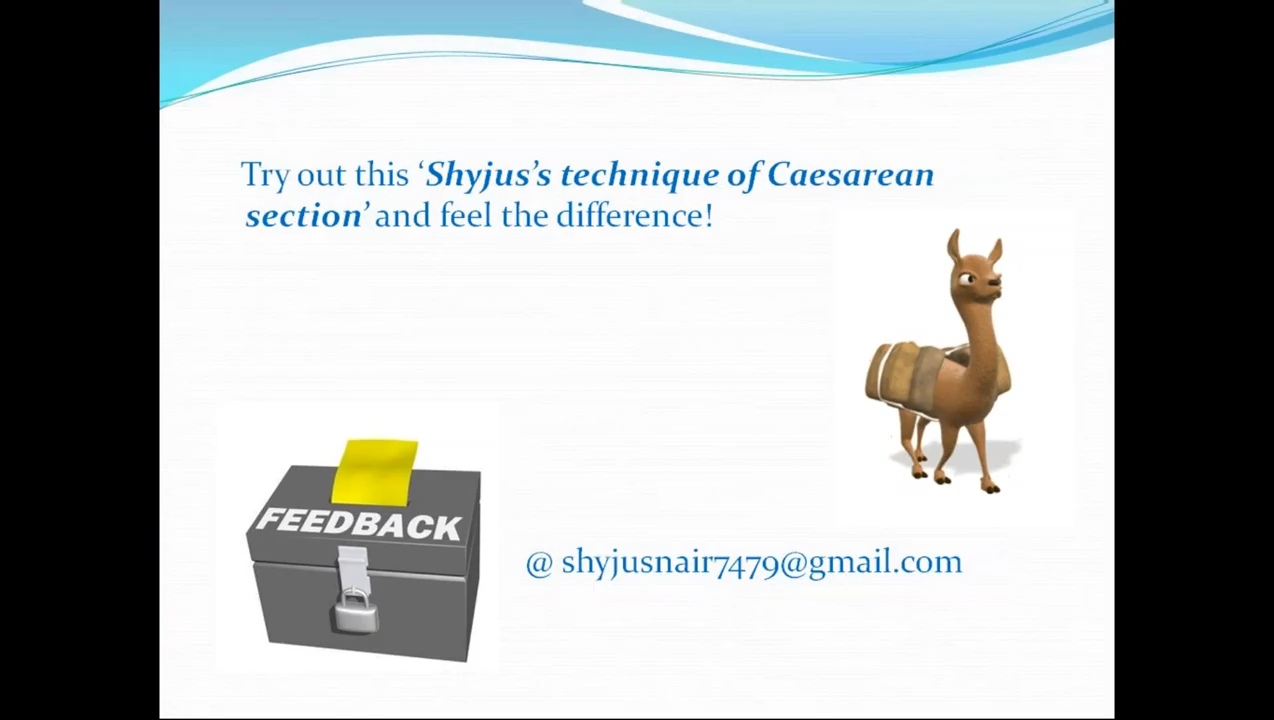 Try out this ‘Shyjus’s technique of Caesarean
section’ and feel the difference!
FEEDBACK
@ shyjusnair7479@gmail.com